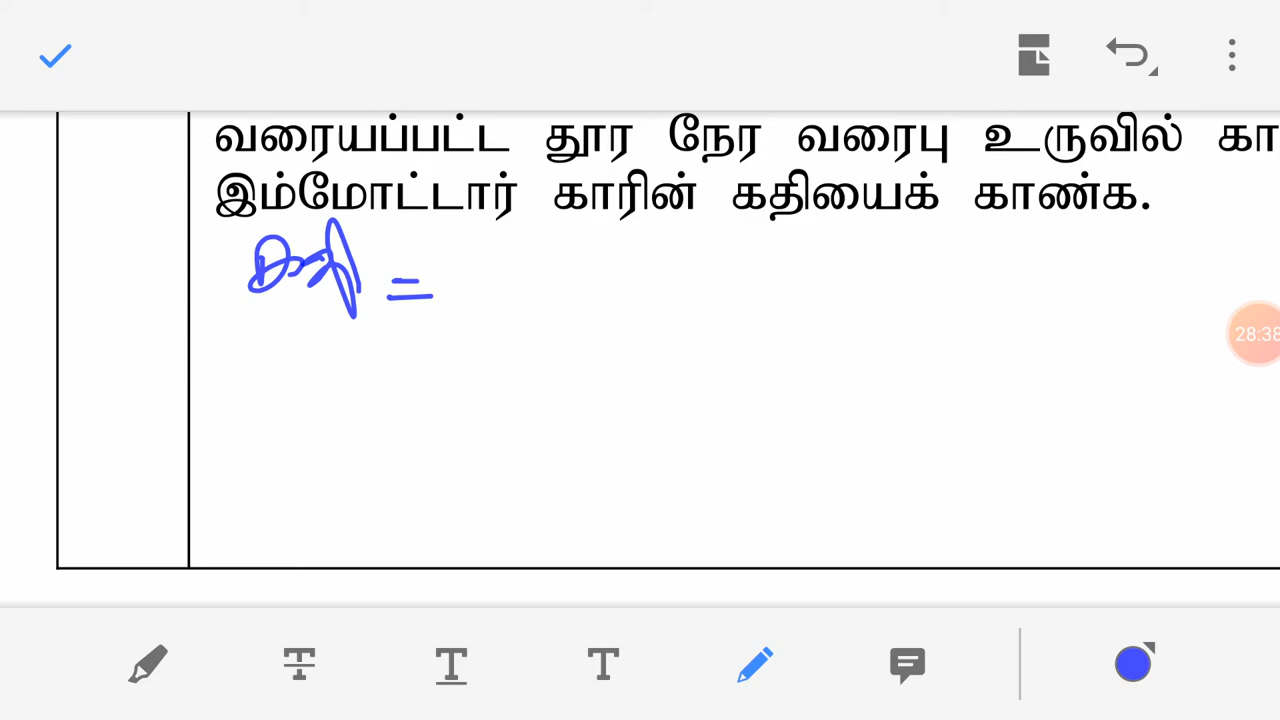 வரையப்பட்ட தூர நேர வரைபு உருவில் கா
இம்மோட்டார் காரின் கதியைக் காண்க.
கதி =
28:38
T T T